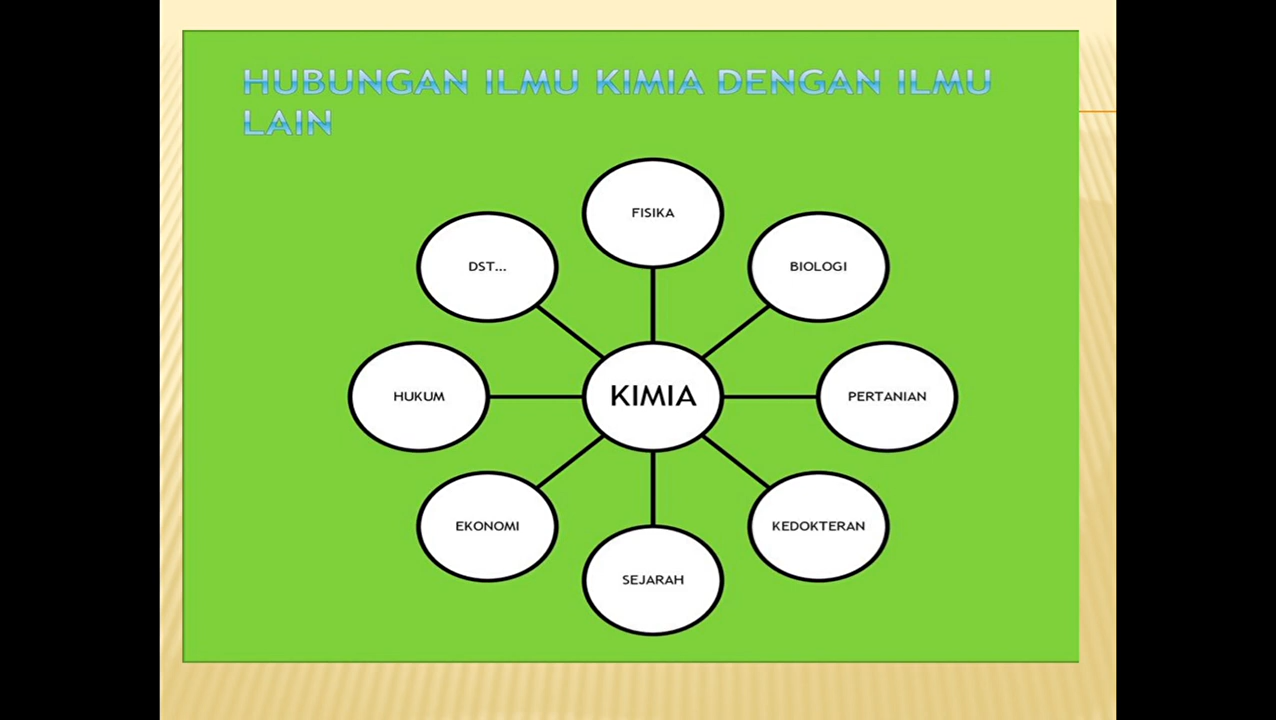 HUBUNGAN ILMU KIMIA DENGAN ILMU
LAIN
FISIKA
DST...
BIOLOGI
HUKUM
KIMIA
PERTANIAN
EKONOMI
KEDOKTERAN
SEJARAH